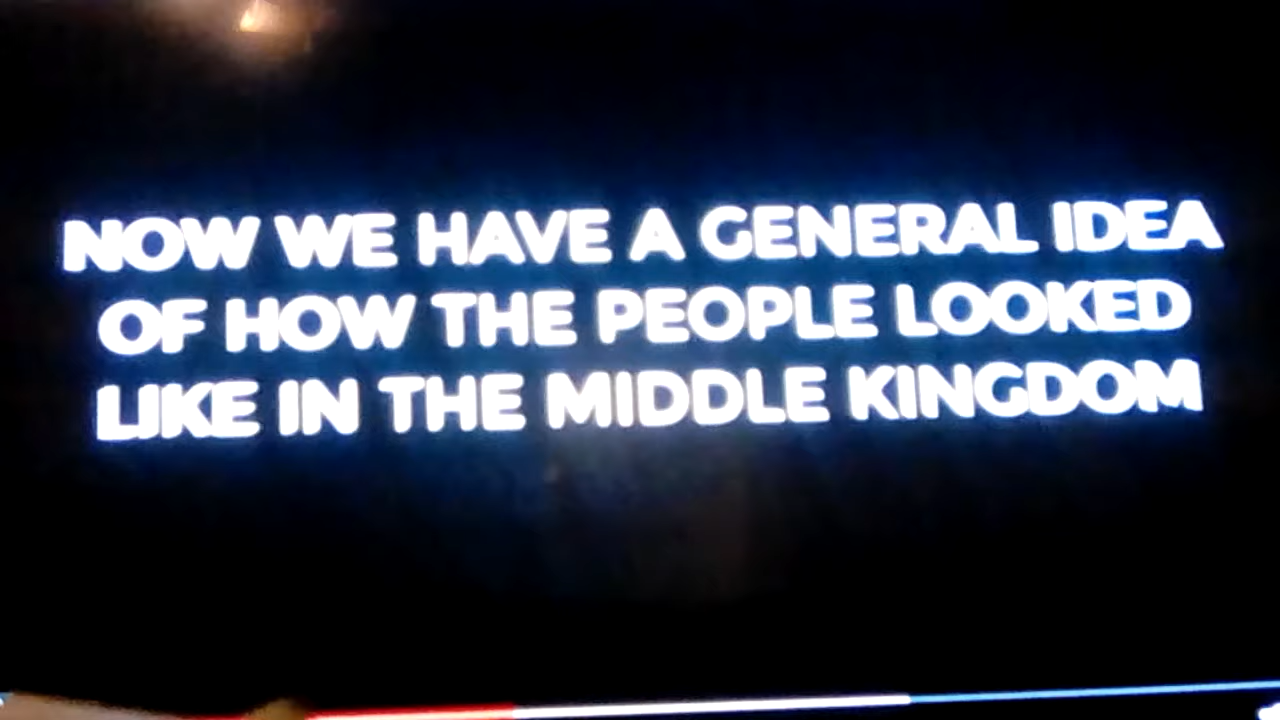 NOW WE HAVE A GENERAL IDEA
OF HOW THE PEOPLE LOOKED
LIKE IN THE MIDDLE KINGDOM